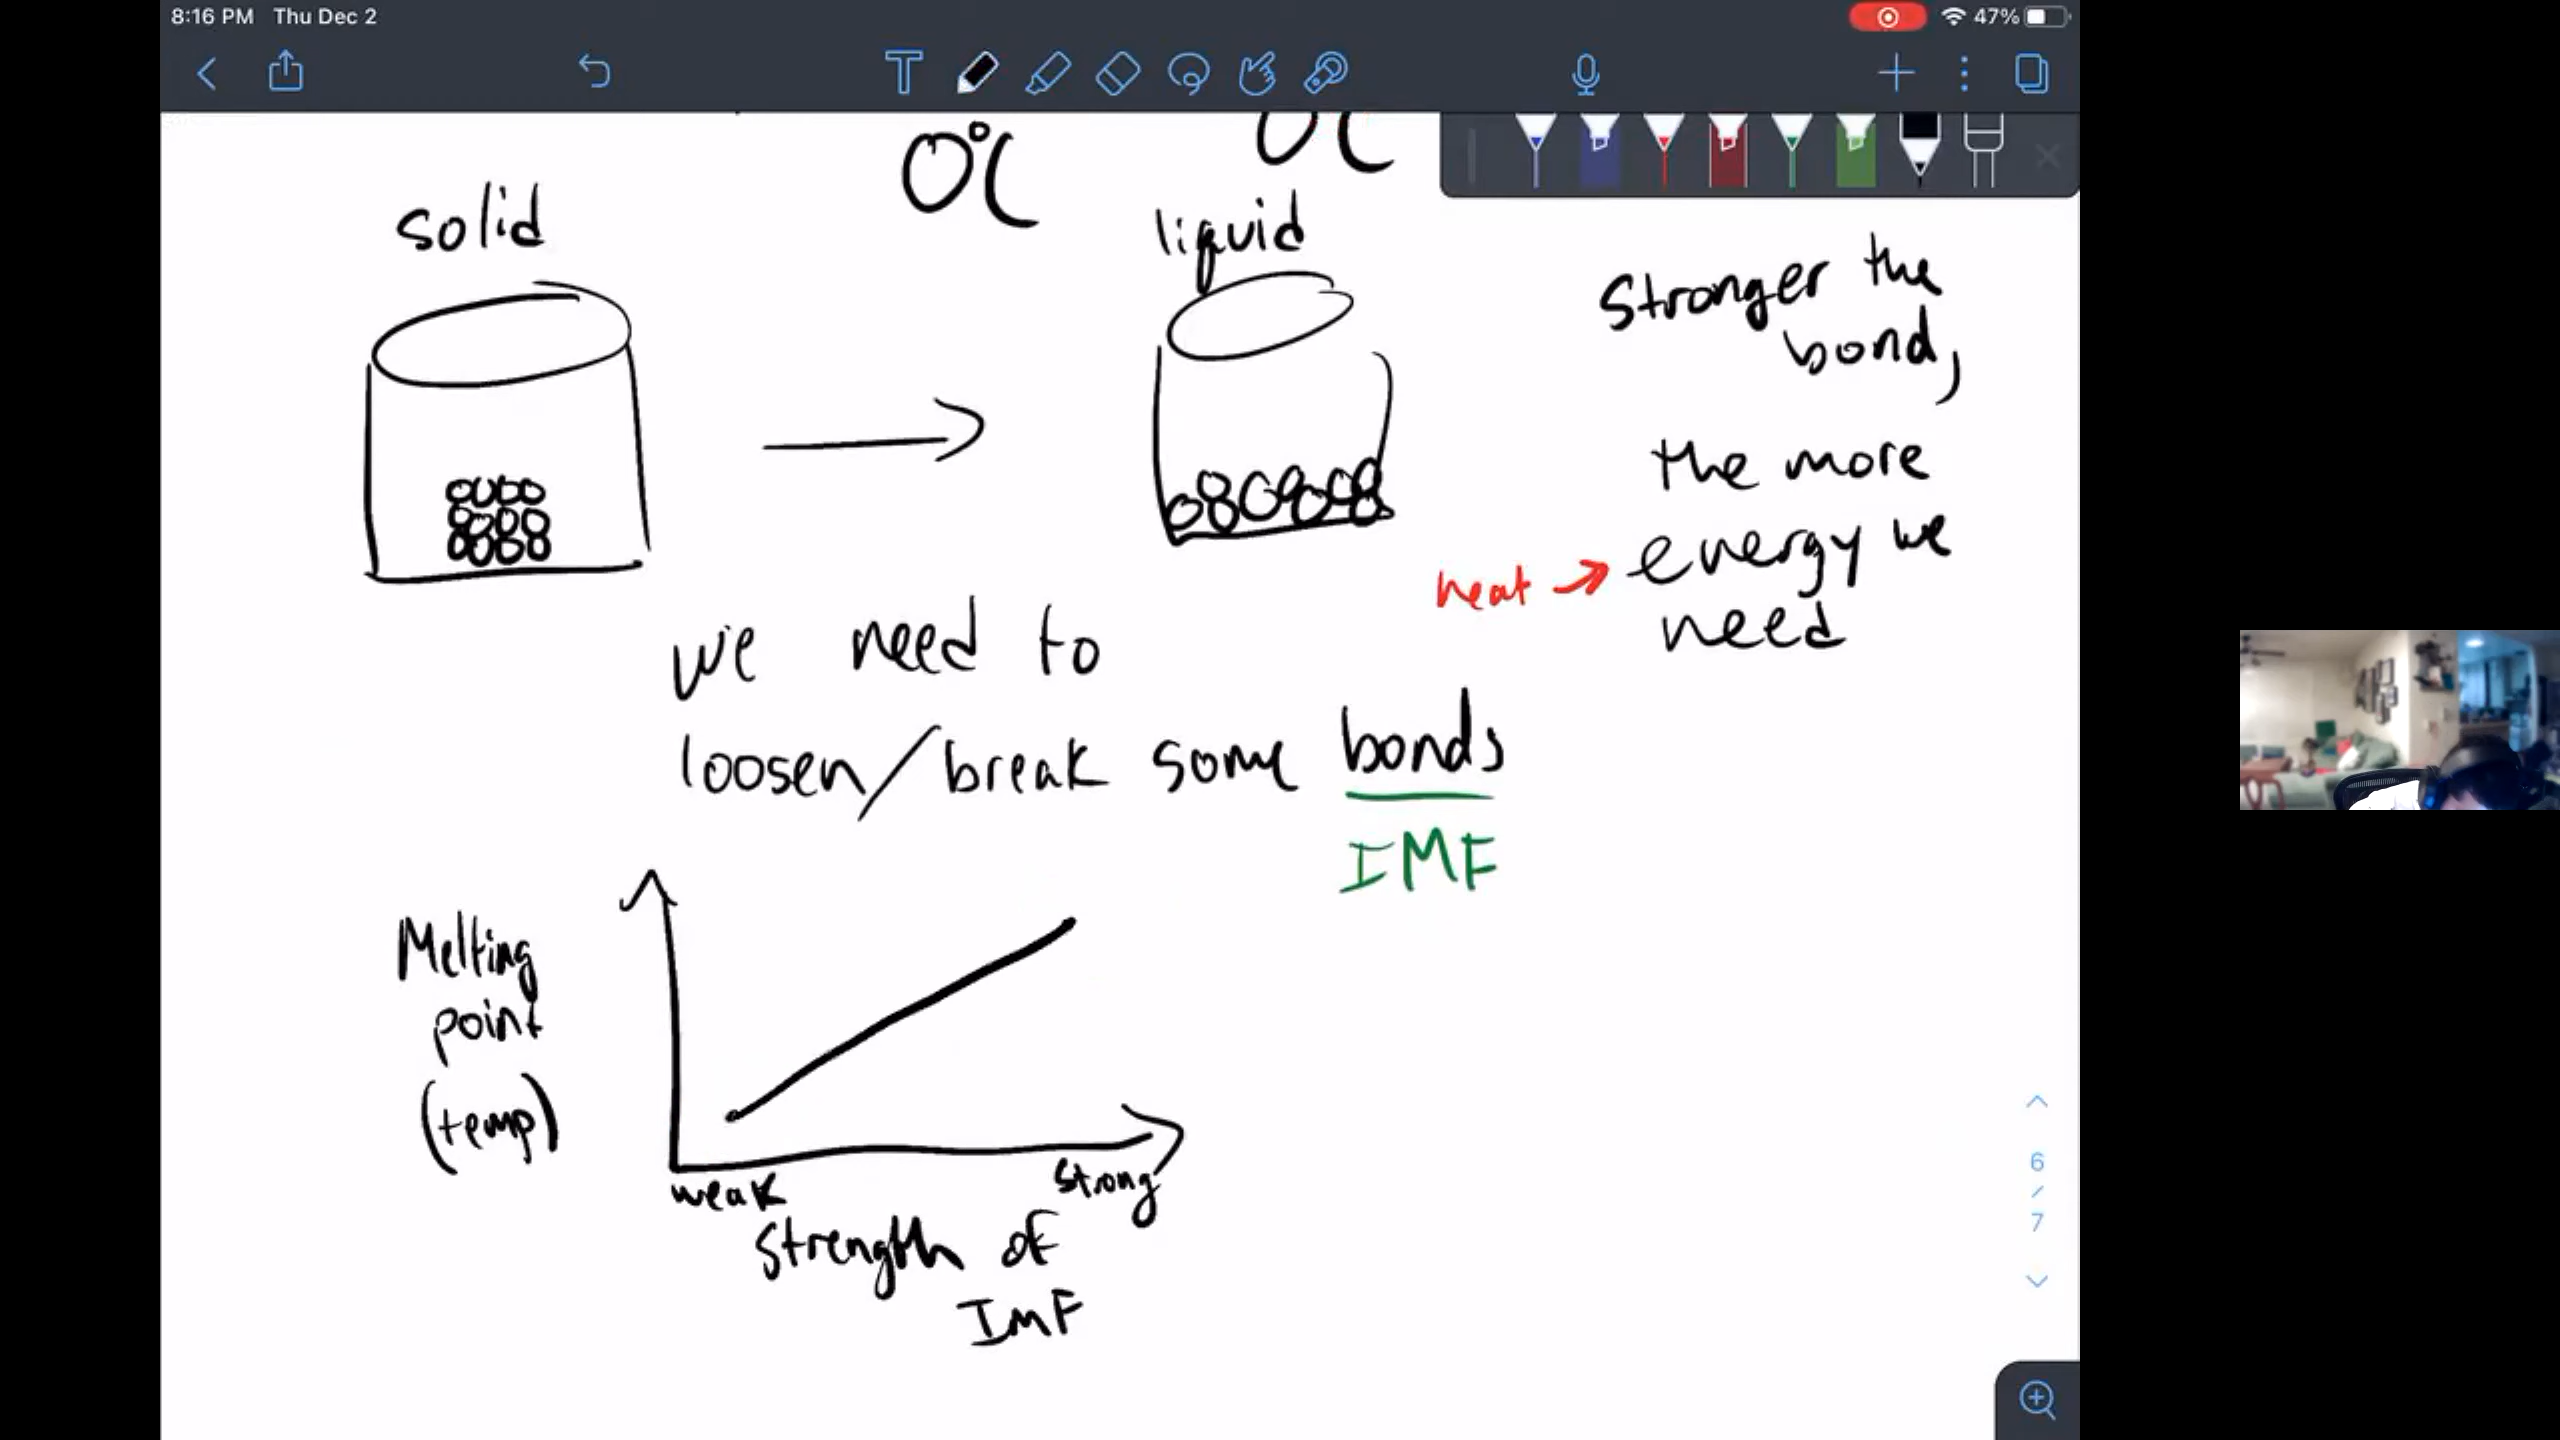 8:16 PM Thu Dec 2
47%
T
0°C
0C
solid
liquid
Stronger the
bond,
the more
heat → energy we
need
we need to
loosen/break some bonds
IMF
Melting
point
(temp)
weak
strong
Strength of
IMF
6
/
7